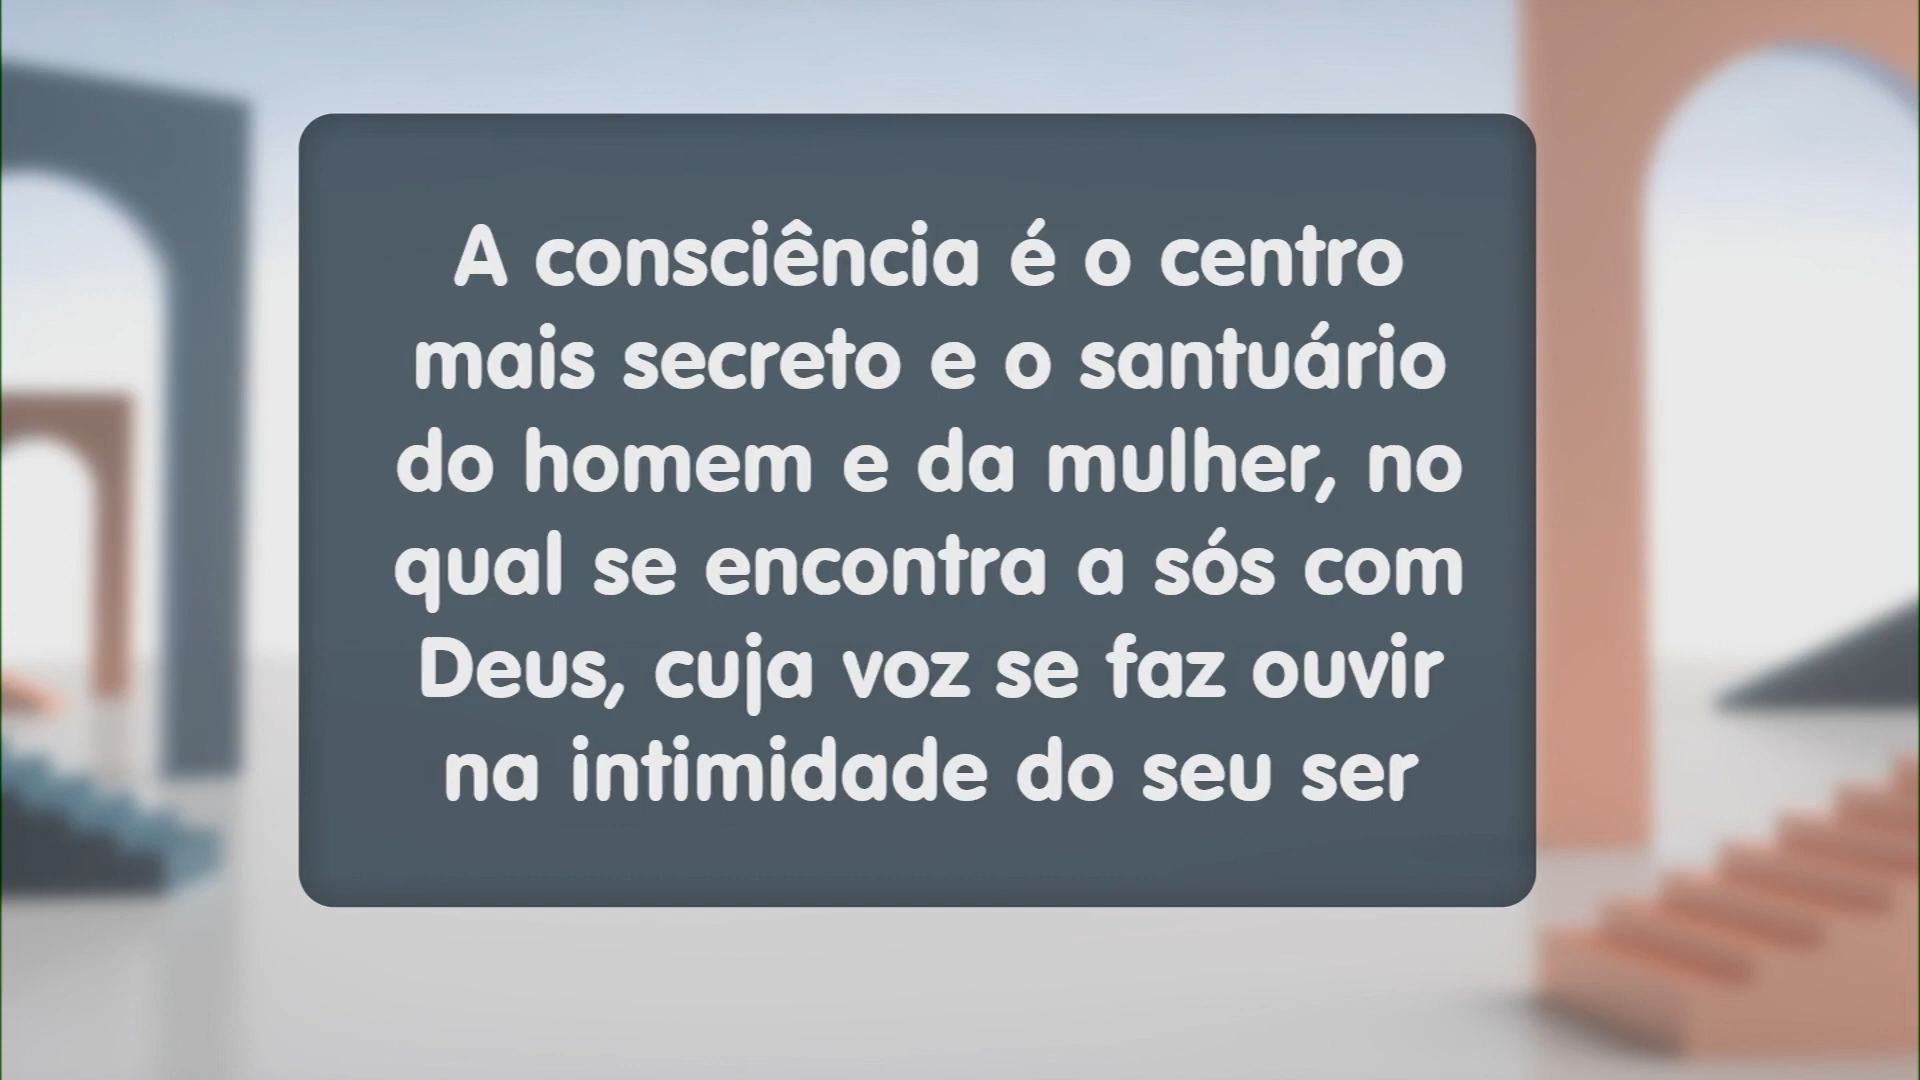 A consciência é o centro
mais secreto e o santuário
do homem e da mulher, no
qual se encontra a sós com
Deus, cuja voz se faz ouvir
na intimidade do seu ser